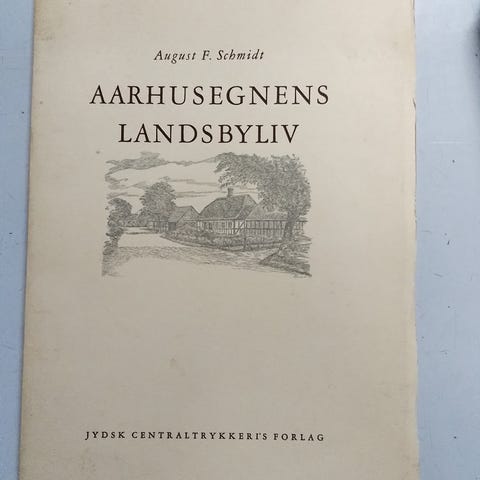 August F. Schmidt
AARHUSEGNENS
LANDSBYLIV
JYDSK CENTRALTRYKKERI'S FORLAG